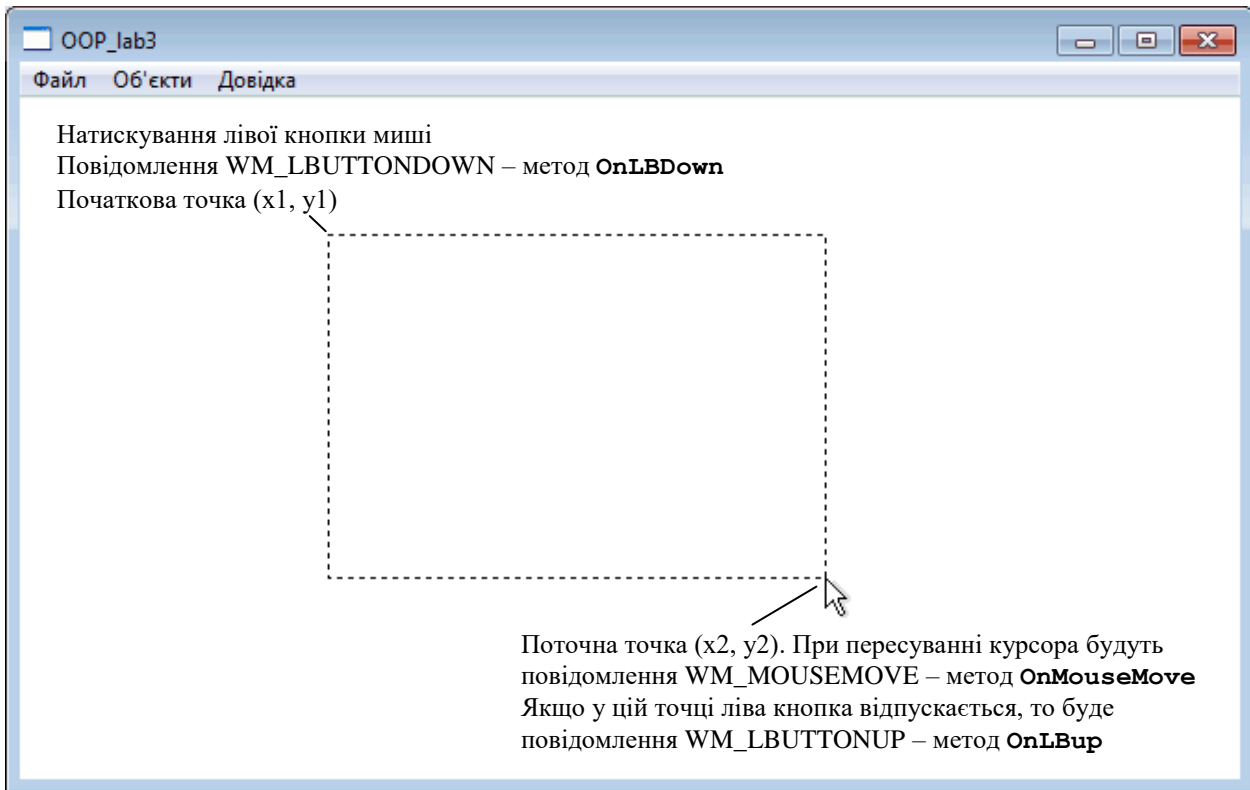 OOP_lab3
Файл Об'єкти Довідка
Натискування лівої кнопки миші
Повідомлення WM_LBUTTONDOWN – метод OnLBDown
Початкова точка (x1, y1)
Поточна точка (x2, y2). При пересуванні курсора будуть
повідомлення WM_MOUSEMOVE – метод OnMouseMove
Якщо у цій точці ліва кнопка відпускається, то буде
повідомлення WM_LBUTTONUP – метод OnLBup